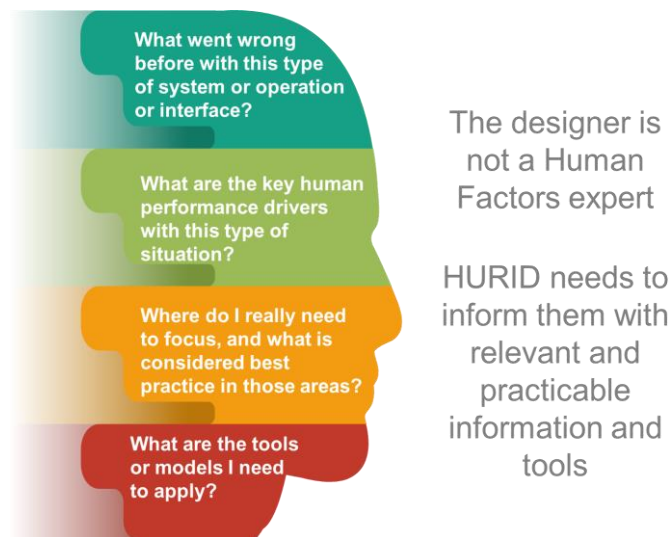 What went wrong
before with this type
of system or operation
or interface?
What are the key human
performance drivers
with this type of
situation?
Where do I really need
to focus, and what is
considered best
practice in those areas?
What are the tools
or models I need
to apply?
The designer is
not a Human
Factors expert
HURID needs to
inform them with
relevant and
practicable
information and
tools